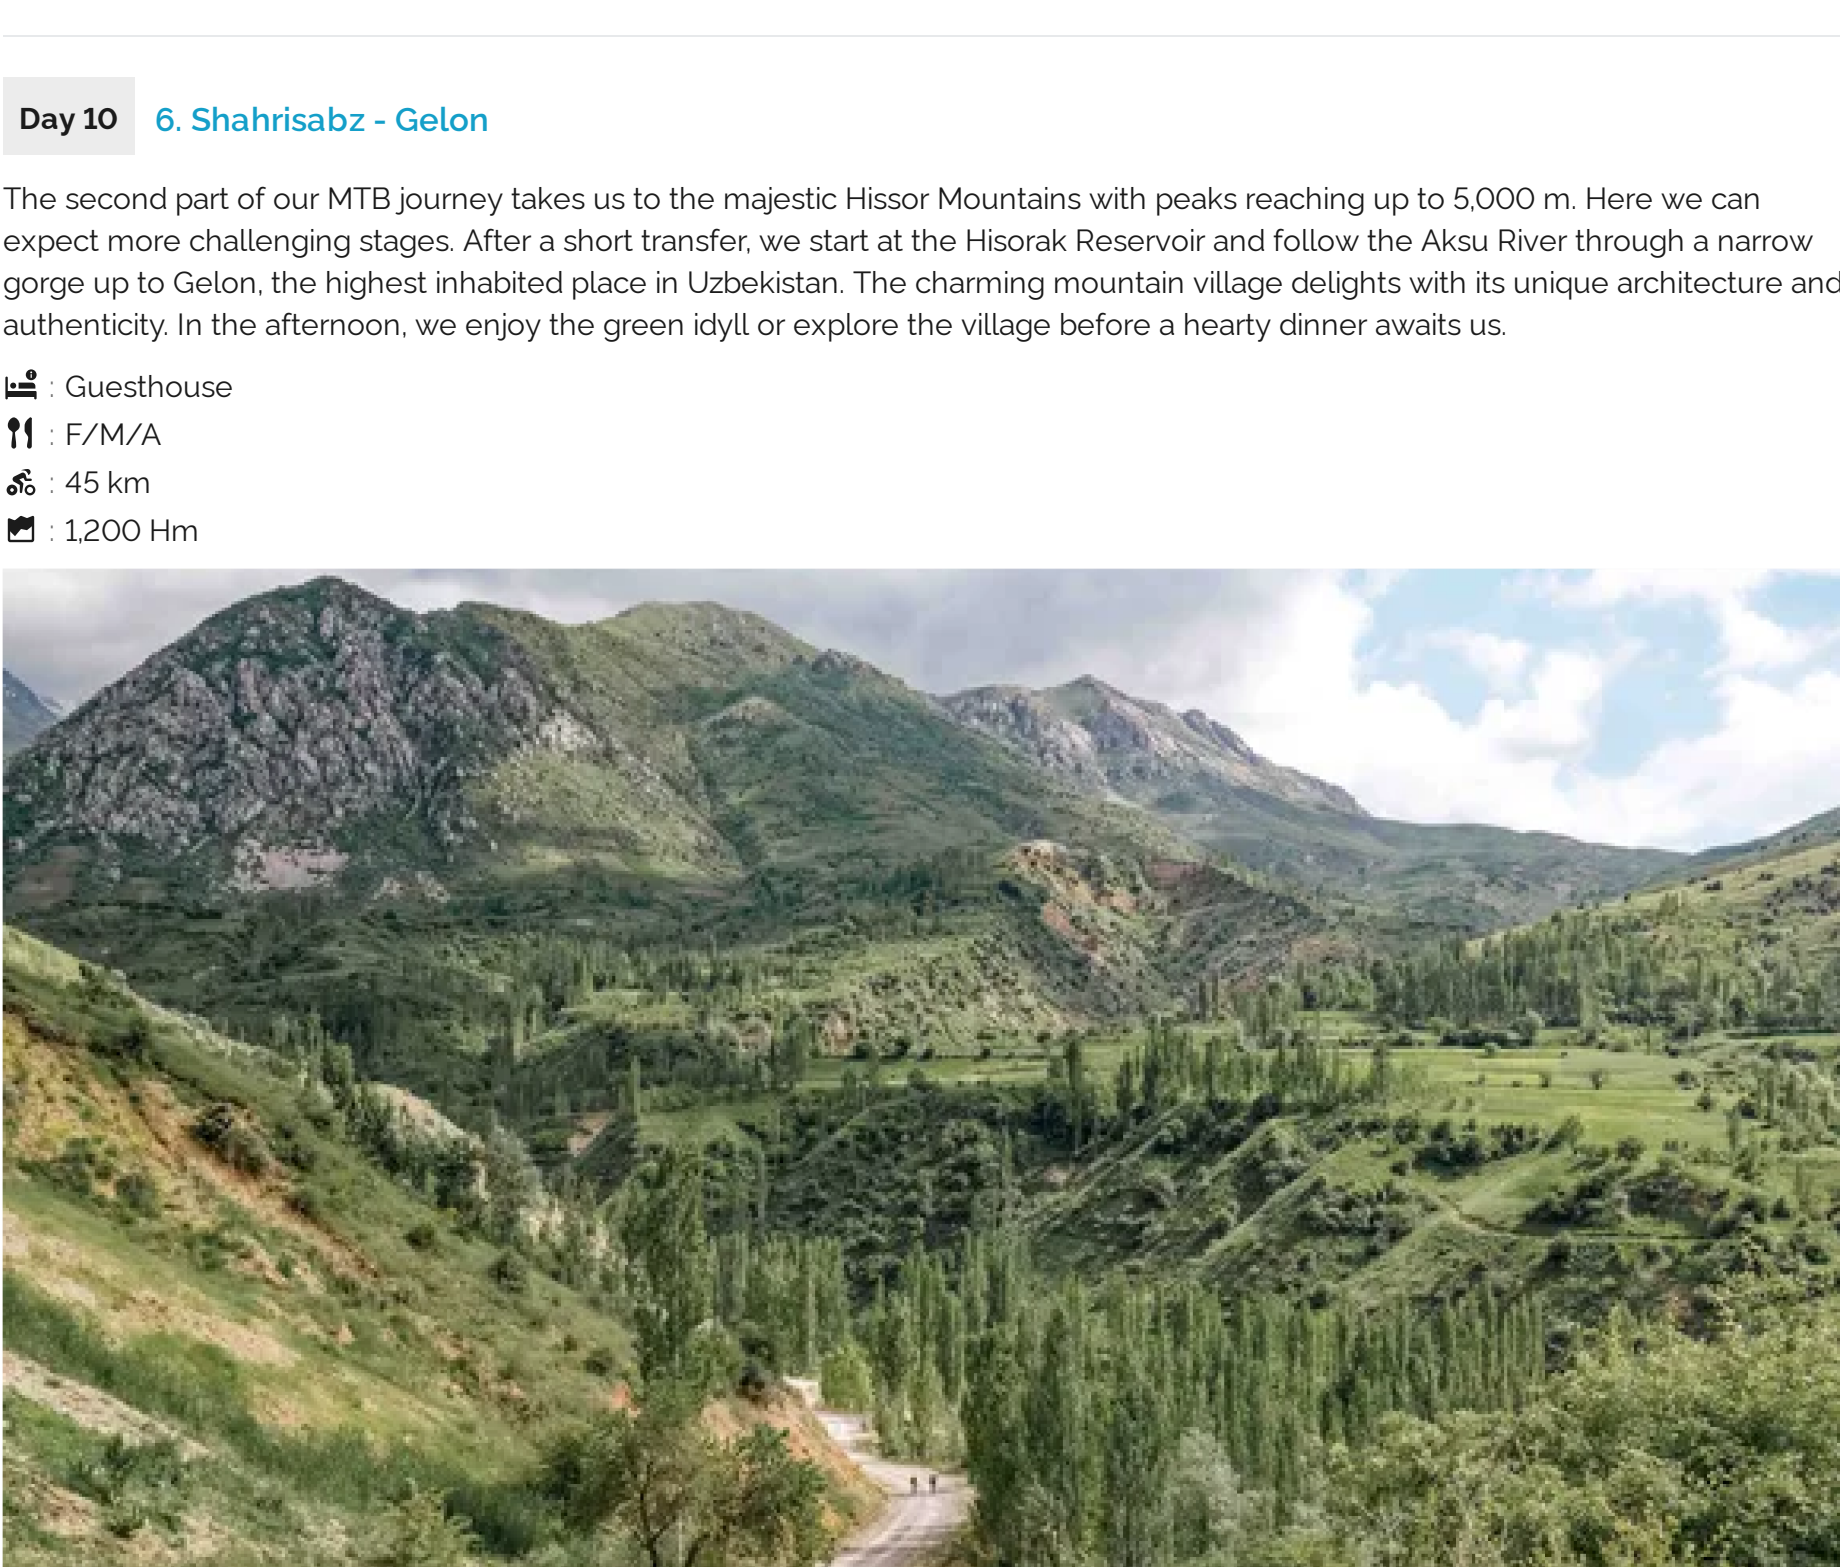 Day 10
6. Shahrisabz - Gelon
The second part of our MTB journey takes us to the majestic Hissor Mountains with peaks reaching up to 5,000 m. Here we can
expect more challenging stages. After a short transfer, we start at the Hisorak Reservoir and follow the Aksu River through a narrow
gorge up to Gelon, the highest inhabited place in Uzbekistan. The charming mountain village delights with its unique architecture and
authenticity. In the afternoon, we enjoy the green idyll or explore the village before a hearty dinner awaits us.
: Guesthouse
: F/M/A
: 45 km
: 1,200 Hm